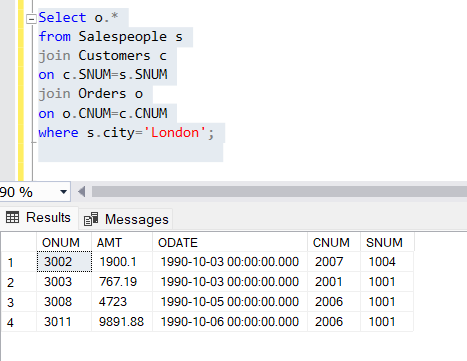 Select o.*
from Salespeople s
join Customers c
on c.SNUM=s.SNUM
join Orders o
on o.CNUM=c.CNUM
where s.city='London';
90 %
Results Messages
ONUM AMT ODATE CNUM SNUM
1 3002 1900.1 1990-10-03 00:00:00.000 2007 1004
2 3003 767.19 1990-10-03 00:00:00.000 2001 1001
3 3008 4723 1990-10-05 00:00:00.000 2006 1001
4 3011 9891.88 1990-10-06 00:00:00.000 2006 1001